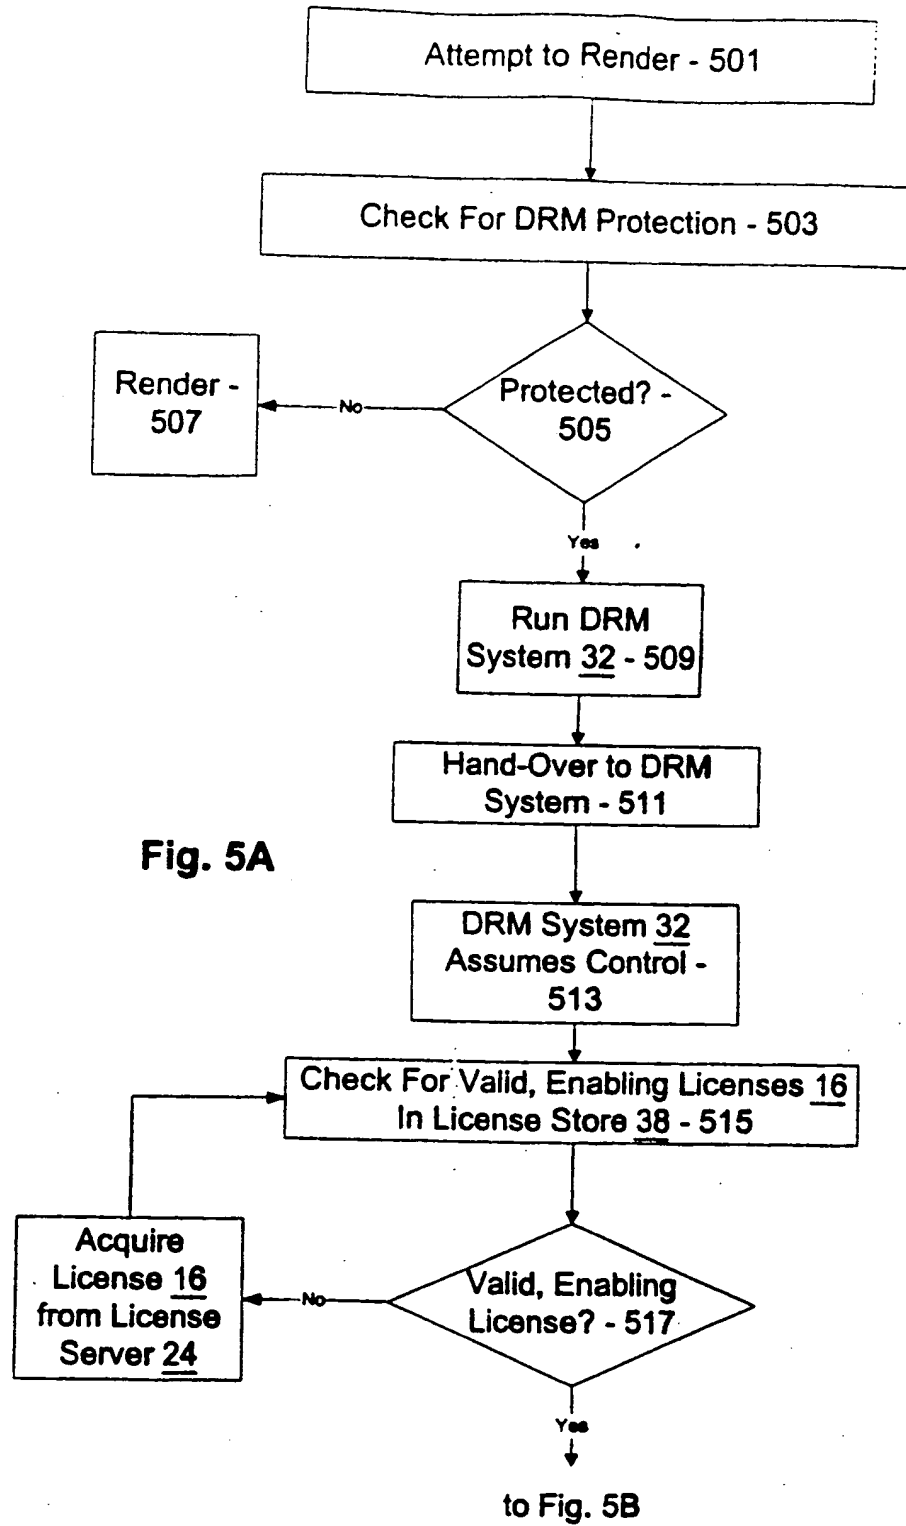 Attempt to Render - 501
Check For DRM Protection - 503
Render -
507
No
Protected? -
505
Yes
Run DRM
System 32 - 509
Hand-Over to DRM
System - 511
Fig. 5A
DRM System 32
Assumes Control -
513
Check For Valid, Enabling Licenses 16
In License Store 38 - 515
Acquire
License 16
from License
Server 24
No
Valid, Enabling
License? - 517
Yes
to Fig. 5B